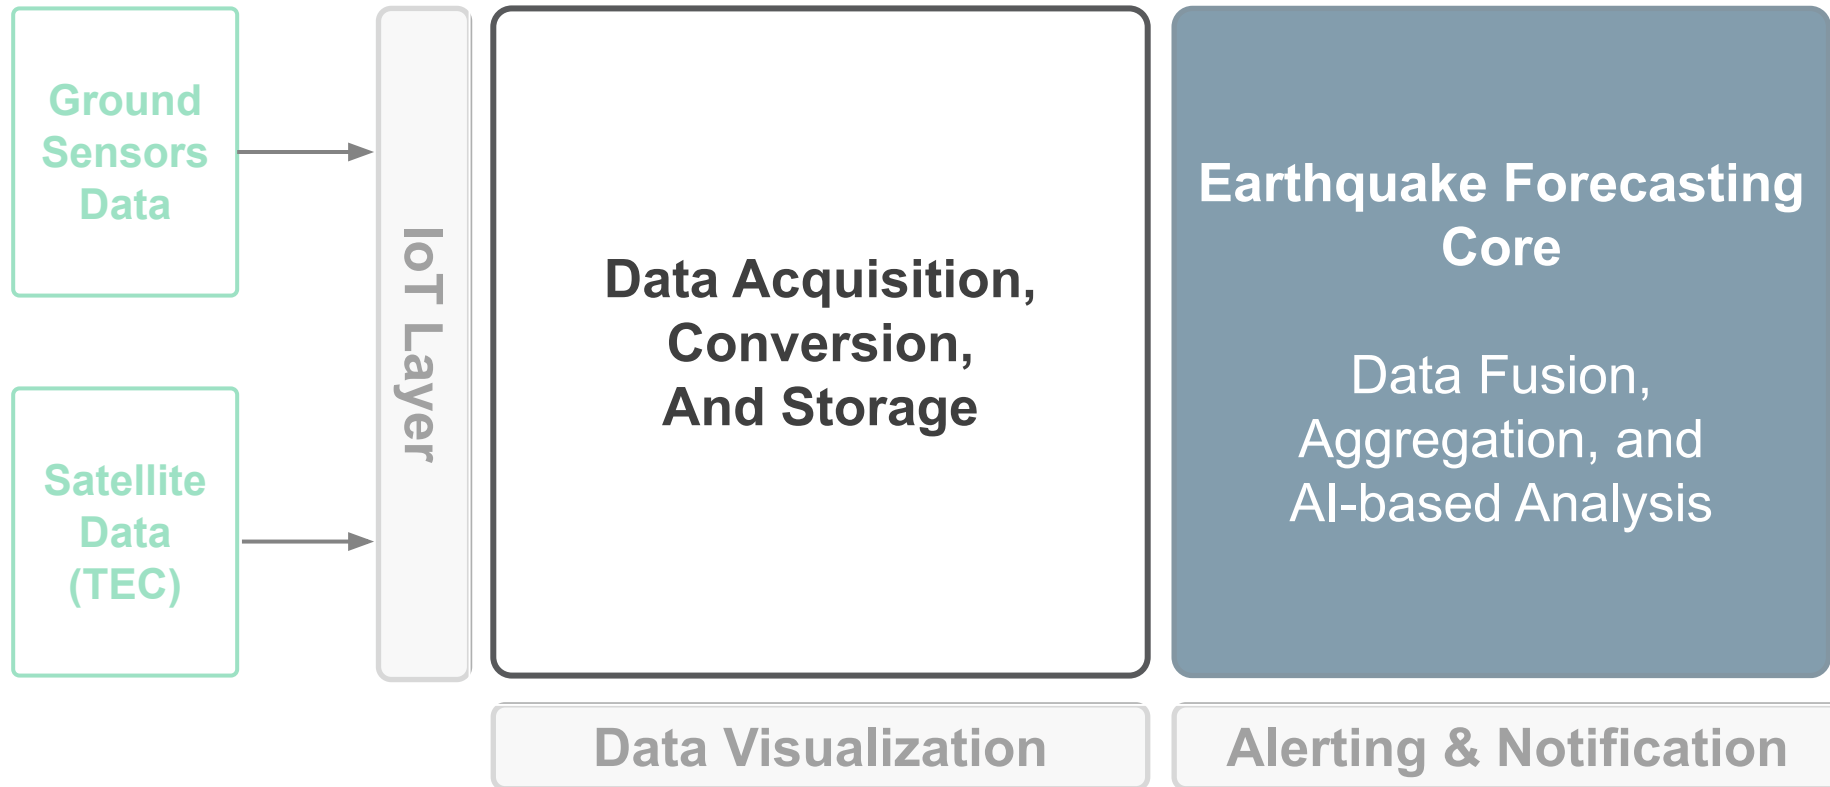 Ground
Sensors
Data
Satellite
Data
(TEC)
IoT Layer
Data Acquisition,
Conversion,
And Storage
Earthquake Forecasting
Core
Data Fusion,
Aggregation, and
AI-based Analysis
Data Visualization
Alerting & Notification